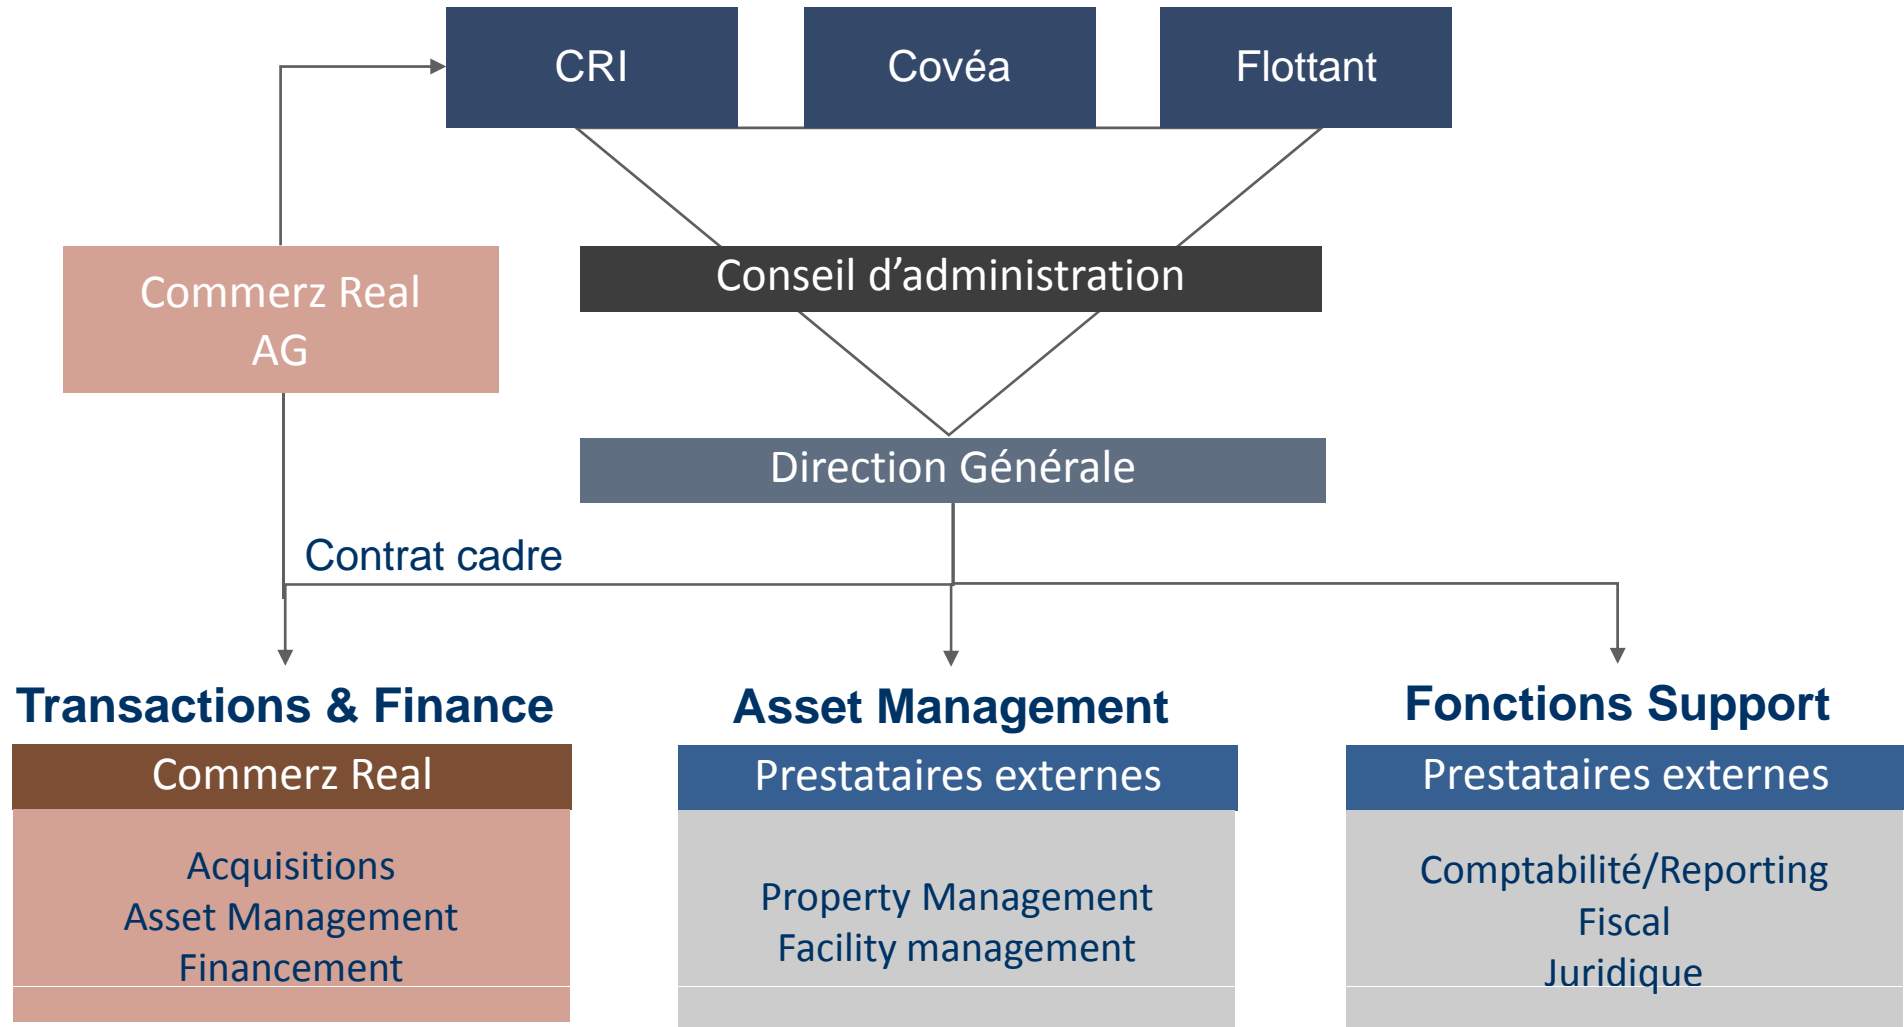 CRI
Covéa
Flottant
Commerz Real
AG
Conseil d’administration
Direction Générale
Contrat cadre
Transactions & Finance
Commerz Real
Acquisitions
Asset Management
Financement
Asset Management
Prestataires externes
Property Management
Facility management
Fonctions Support
Prestataires externes
Comptabilité/Reporting
Fiscal
Juridique